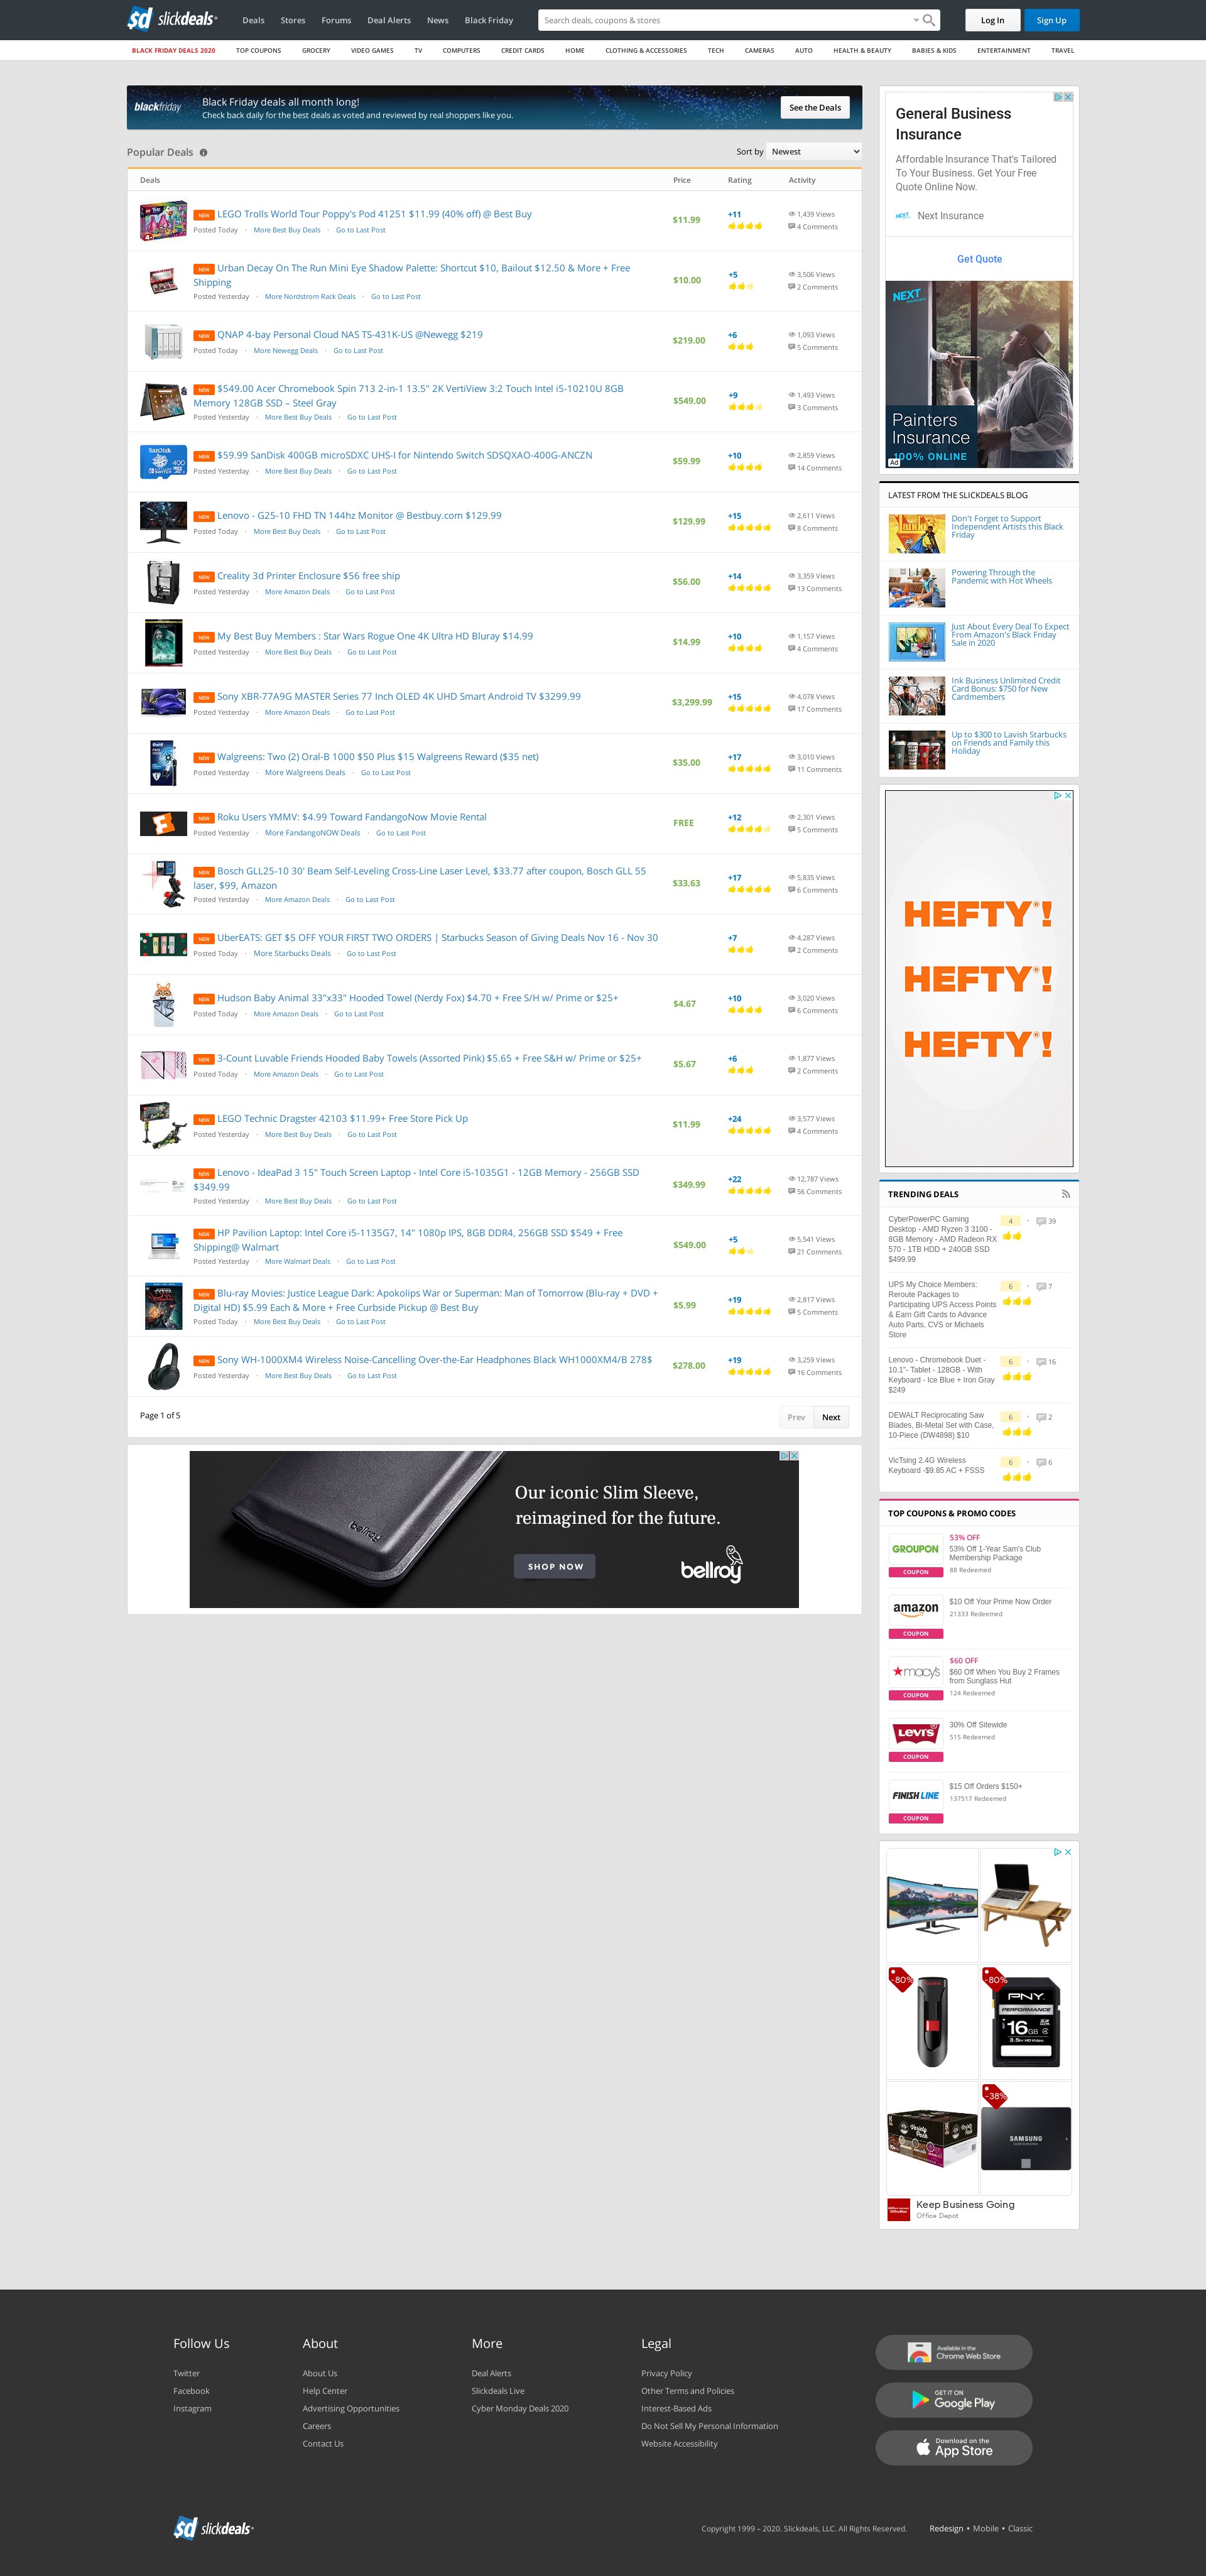 sd slickdeals
Deals Stores Forums Deal Alerts News Black Friday
Search deals, coupons & stores
Log In
Sign Up
BLACK FRIDAY DEALS 2020 TOP COUPONS GROCERY VIDEO GAMES TV COMPUTERS CREDIT CARDS HOME CLOTHING & ACCESSORIES TECH CAMERAS AUTO HEALTH & BEAUTY BABIES & KIDS ENTERTAINMENT TRAVEL
blackfriday
Black Friday deals all month long!
Check back daily for the best deals as voted and reviewed by real shoppers like you.
See the Deals
Popular Deals
Sort by Newest
Deals Price Rating Activity
NEW LEGO Trolls World Tour Poppy's Pod 41251 $11.99 (40% off) @ Best Buy
Posted Today · More Best Buy Deals · Go to Last Post
$11.99
+11
1,439 Views
4 Comments
NEW Urban Decay On The Run Mini Eye Shadow Palette: Shortcut $10, Bailout $12.50 & More + Free
Shipping
Posted Yesterday · More Nordstrom Rack Deals · Go to Last Post
$10.00
+5
3,506 Views
2 Comments
NEW QNAP 4-bay Personal Cloud NAS TS-431K-US @Newegg $219
Posted Today · More Newegg Deals · Go to Last Post
$219.00
+6
1,093 Views
5 Comments
NEW $549.00 Acer Chromebook Spin 713 2-in-1 13.5" 2K VertiView 3:2 Touch Intel i5-10210U 8GB
Memory 128GB SSD – Steel Gray
Posted Yesterday · More Best Buy Deals · Go to Last Post
$549.00
+9
1,493 Views
3 Comments
NEW $59.99 SanDisk 400GB microSDXC UHS-I for Nintendo Switch SDSQXAO-400G-ANCZN
Posted Yesterday · More Best Buy Deals · Go to Last Post
$59.99
+10
2,859 Views
14 Comments
NEW Lenovo - G25-10 FHD TN 144hz Monitor @ Bestbuy.com $129.99
Posted Today · More Best Buy Deals · Go to Last Post
$129.99
+15
2,611 Views
8 Comments
NEW Creality 3d Printer Enclosure $56 free ship
Posted Yesterday · More Amazon Deals · Go to Last Post
$56.00
+14
3,359 Views
13 Comments
NEW My Best Buy Members : Star Wars Rogue One 4K Ultra HD Bluray $14.99
Posted Yesterday · More Best Buy Deals · Go to Last Post
$14.99
+10
1,157 Views
4 Comments
NEW Sony XBR-77A9G MASTER Series 77 Inch OLED 4K UHD Smart Android TV $3299.99
Posted Yesterday · More Amazon Deals · Go to Last Post
$3,299.99
+15
4,078 Views
17 Comments
NEW Walgreens: Two (2) Oral-B 1000 $50 Plus $15 Walgreens Reward ($35 net)
Posted Yesterday · More Walgreens Deals · Go to Last Post
$35.00
+17
3,010 Views
11 Comments
NEW Roku Users YMMV: $4.99 Toward FandangoNow Movie Rental
Posted Yesterday · More FandangoNOW Deals · Go to Last Post
FREE
+12
2,301 Views
5 Comments
NEW Bosch GLL25-10 30' Beam Self-Leveling Cross-Line Laser Level, $33.77 after coupon, Bosch GLL 55
laser, $99, Amazon
Posted Yesterday · More Amazon Deals · Go to Last Post
$33.63
+17
5,835 Views
6 Comments
NEW UberEATS: GET $5 OFF YOUR FIRST TWO ORDERS | Starbucks Season of Giving Deals Nov 16 - Nov 30
Posted Today · More Starbucks Deals · Go to Last Post
+7
4,287 Views
2 Comments
NEW Hudson Baby Animal 33"x33" Hooded Towel (Nerdy Fox) $4.70 + Free S/H w/ Prime or $25+
Posted Today · More Amazon Deals · Go to Last Post
$4.67
+10
3,020 Views
6 Comments
NEW 3-Count Luvable Friends Hooded Baby Towels (Assorted Pink) $5.65 + Free S&H w/ Prime or $25+
Posted Today · More Amazon Deals · Go to Last Post
$5.67
+6
1,877 Views
2 Comments
NEW LEGO Technic Dragster 42103 $11.99+ Free Store Pick Up
Posted Yesterday · More Best Buy Deals · Go to Last Post
$11.99
+24
3,577 Views
4 Comments
NEW Lenovo - IdeaPad 3 15" Touch Screen Laptop - Intel Core i5-1035G1 - 12GB Memory - 256GB SSD
$349.99
Posted Yesterday · More Best Buy Deals · Go to Last Post
$349.99
+22
12,787 Views
56 Comments
NEW HP Pavilion Laptop: Intel Core i5-1135G7, 14" 1080p IPS, 8GB DDR4, 256GB SSD $549 + Free
Shipping@ Walmart
Posted Yesterday · More Walmart Deals · Go to Last Post
$549.00
+5
5,541 Views
21 Comments
NEW Blu-ray Movies: Justice League Dark: Apokolips War or Superman: Man of Tomorrow (Blu-ray + DVD +
Digital HD) $5.99 Each & More + Free Curbside Pickup @ Best Buy
Posted Today · More Best Buy Deals · Go to Last Post
$5.99
+19
2,817 Views
5 Comments
NEW Sony WH-1000XM4 Wireless Noise-Cancelling Over-the-Ear Headphones Black WH1000XM4/B 278$
Posted Yesterday · More Best Buy Deals · Go to Last Post
$278.00
+19
3,259 Views
16 Comments
Page 1 of 5
Prev Next
bellroy
Our iconic Slim Sleeve,
reimagined for the future.
SHOP NOW
bellroy
General Business
Insurance
Affordable Insurance That's Tailored
To Your Business. Get Your Free
Quote Online Now.
NEXT Next Insurance
Get Quote
NEXT
Painters
Insurance
100% ONLINE
Ad
LATEST FROM THE SLICKDEALS BLOG
Don't Forget to Support
Independent Artists this Black
Friday
Powering Through the
Pandemic with Hot Wheels
Just About Every Deal To Expect
From Amazon's Black Friday
Sale in 2020
Ink Business Unlimited Credit
Card Bonus: $750 for New
Cardmembers
Up to $300 to Lavish Starbucks
on Friends and Family this
Holiday
HEFTY!
HEFTY!
HEFTY!
TRENDING DEALS
CyberPowerPC Gaming
Desktop - AMD Ryzen 3 3100 -
8GB Memory - AMD Radeon RX
570 - 1TB HDD + 240GB SSD
$499.99
4 · 39
UPS My Choice Members:
Reroute Packages to
Participating UPS Access Points
& Earn Gift Cards to Advance
Auto Parts, CVS or Michaels
Store
6 · 7
Lenovo - Chromebook Duet -
10.1"- Tablet - 128GB - With
Keyboard - Ice Blue + Iron Gray
$249
6 · 16
DEWALT Reciprocating Saw
Blades, Bi-Metal Set with Case,
10-Piece (DW4898) $10
6 · 2
VicTsing 2.4G Wireless
Keyboard -$9.85 AC + FSSS
6 · 6
TOP COUPONS & PROMO CODES
GROUPON
COUPON
53% OFF
53% Off 1-Year Sam's Club
Membership Package
88 Redeemed
amazon
COUPON
$10 Off Your Prime Now Order
21333 Redeemed
macy's
COUPON
$60 OFF
$60 Off When You Buy 2 Frames
from Sunglass Hut
124 Redeemed
LEVI'S
COUPON
30% Off Sitewide
515 Redeemed
FINISH LINE
COUPON
$15 Off Orders $150+
137517 Redeemed
-80%
-80%
PNY
PERFORMANCE
16GB
-38%
SAMSUNG
Keep Business Going
Office Depot
Follow Us
Twitter
Facebook
Instagram
About
About Us
Help Center
Advertising Opportunities
Careers
Contact Us
More
Deal Alerts
Slickdeals Live
Cyber Monday Deals 2020
Legal
Privacy Policy
Other Terms and Policies
Interest-Based Ads
Do Not Sell My Personal Information
Website Accessibility
Available in the
Chrome Web Store
GET IT ON
Google Play
Download on the
App Store
sd slickdeals
Copyright 1999 – 2020. Slickdeals, LLC. All Rights Reserved.
Redesign • Mobile • Classic